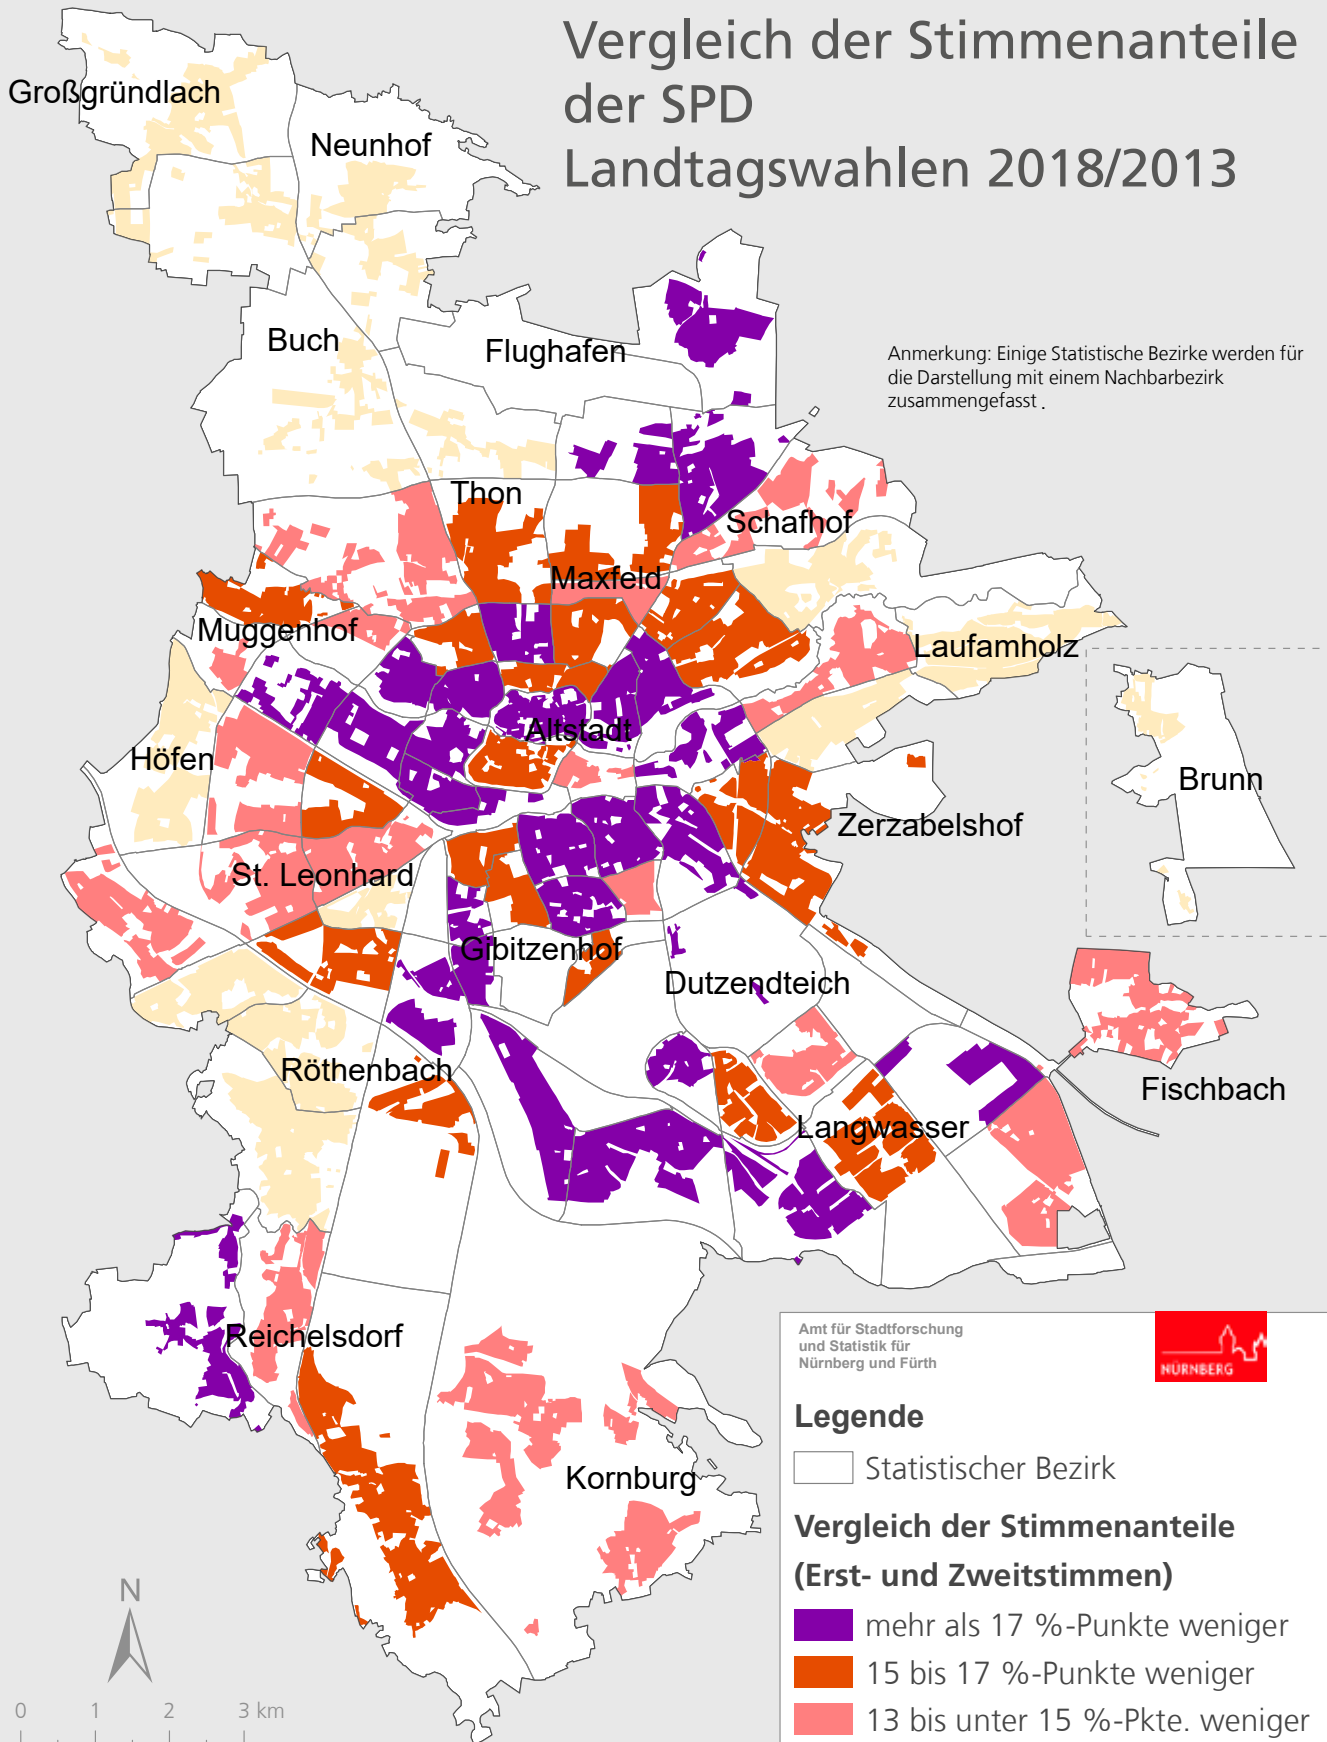 Vergleich der Stimmenanteile
der SPD
Landtagswahlen 2018/2013
Großgründlach
Neunhof
Buch
Flughafen
Anmerkung: Einige Statistische Bezirke werden für
die Darstellung mit einem Nachbarbezirk
zusammengefasst .
Thon
Schafhof
Maxfeld
Muggenhof
Laufamholz
Altstadt
Höfen
Brunn
Zerzabelshof
St. Leonhard
Gibitzenhof
Dutzendteich
Röthenbach
Fischbach
Langwasser
Reichelsdorf
Kornburg
Amt für Stadtforschung
und Statistik für
Nürnberg und Fürth
NÜRNBERG
Legende
Statistischer Bezirk
Vergleich der Stimmenanteile
(Erst- und Zweitstimmen)
mehr als 17 %-Punkte weniger
15 bis 17 %-Punkte weniger
13 bis unter 15 %-Pkte. weniger
N
0 1 2 3 km